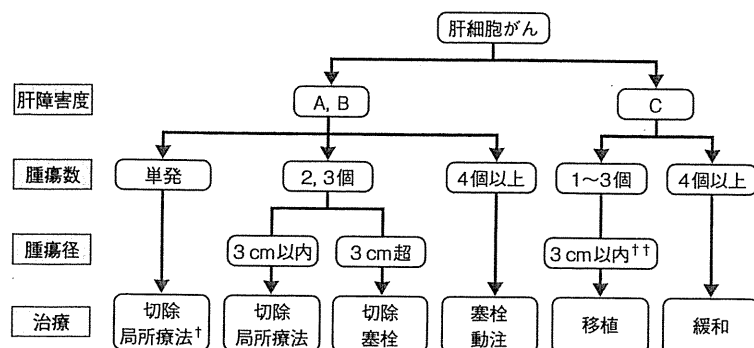 肝細胞がん
肝障害度
A, B
C
腫瘍数
単発
2, 3個
4個以上
1～3個
4個以上
腫瘍径
3 cm以内
3 cm超
3 cm以内††
治療
切除
局所療法†
切除
局所療法
切除
塞栓
塞栓
動注
移植
緩和